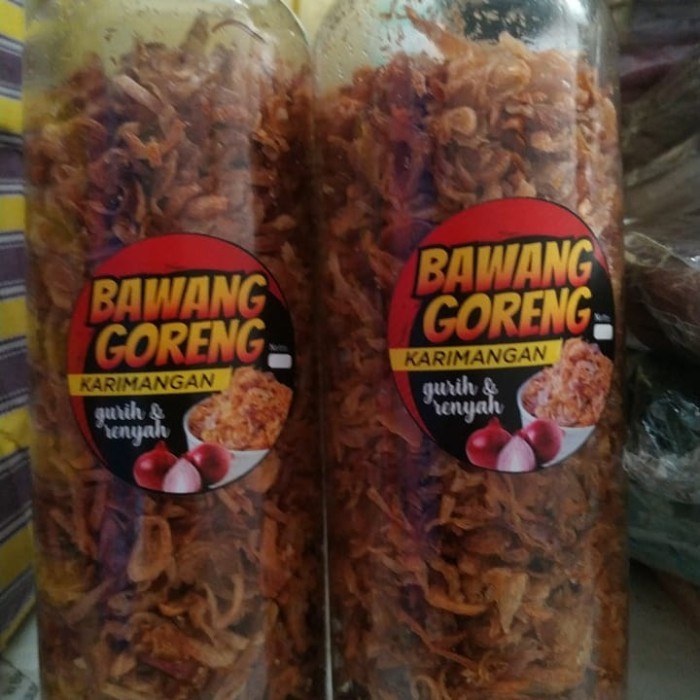 BAWANG
GORENG
KARIMANGAN
gurih &
renyah
BAWANG
GORENG
KARIMANGAN
gurih &
renyah